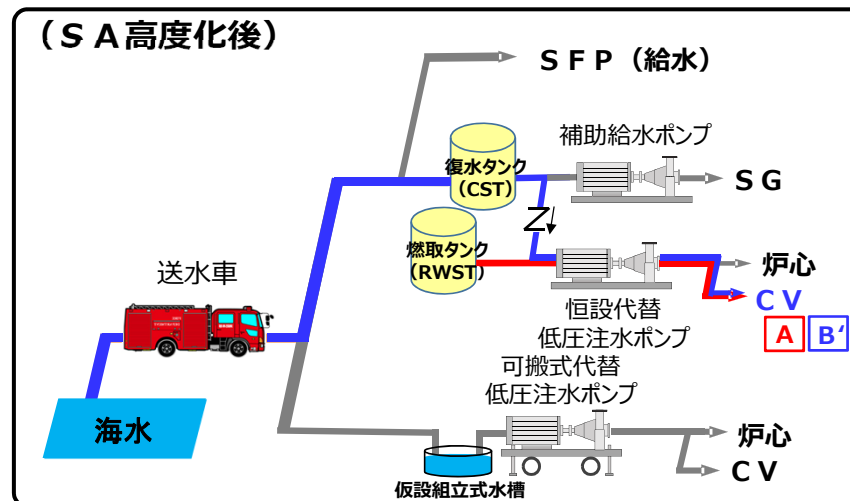 （ＳＡ高度化後）
ＳＦＰ（給水）
補助給水ポンプ
復水タンク
（CST）
ＳＧ
燃取タンク
（RWST）
送水車
炉心
ＣＶ
恒設代替
低圧注水ポンプ
A B‘
可搬式代替
低圧注水ポンプ
海水
炉心
ＣＶ
仮設組立式水槽